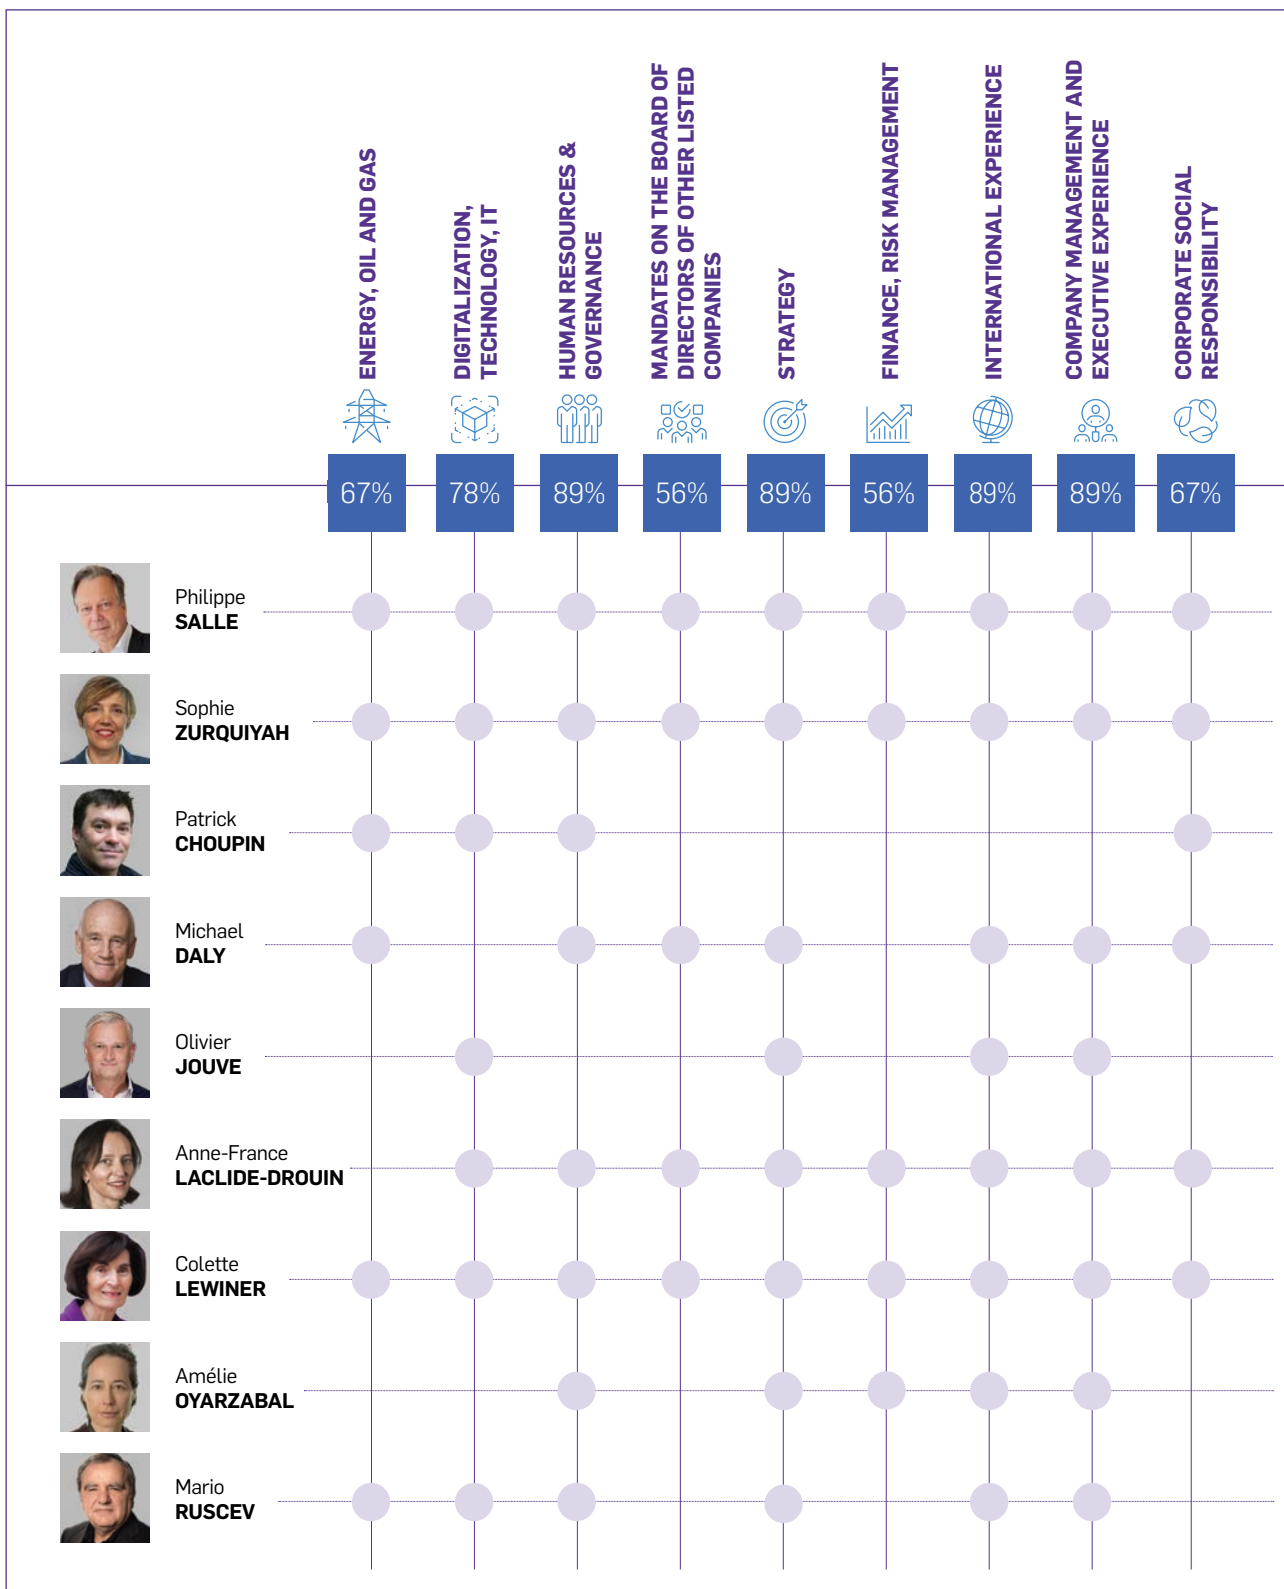 ENERGY, OIL AND GAS
DIGITALIZATION,
TECHNOLOGY, IT
HUMAN RESOURCES &
GOVERNANCE
MANDATES ON THE BOARD OF
DIRECTORS OF OTHER LISTED
COMPANIES
STRATEGY
FINANCE, RISK MANAGEMENT
INTERNATIONAL EXPERIENCE
COMPANY MANAGEMENT AND
EXECUTIVE EXPERIENCE
CORPORATE SOCIAL
RESPONSIBILITY
67% 78% 89% 56% 89% 56% 89% 89% 67%
Philippe
SALLE
Sophie
ZURQUIYAH
Patrick
CHOUPIN
Michael
DALY
Olivier
JOUVE
Anne-France
LACLIDE-DROUIN
Colette
LEWINER
Amélie
OYARZABAL
Mario
RUSCEV